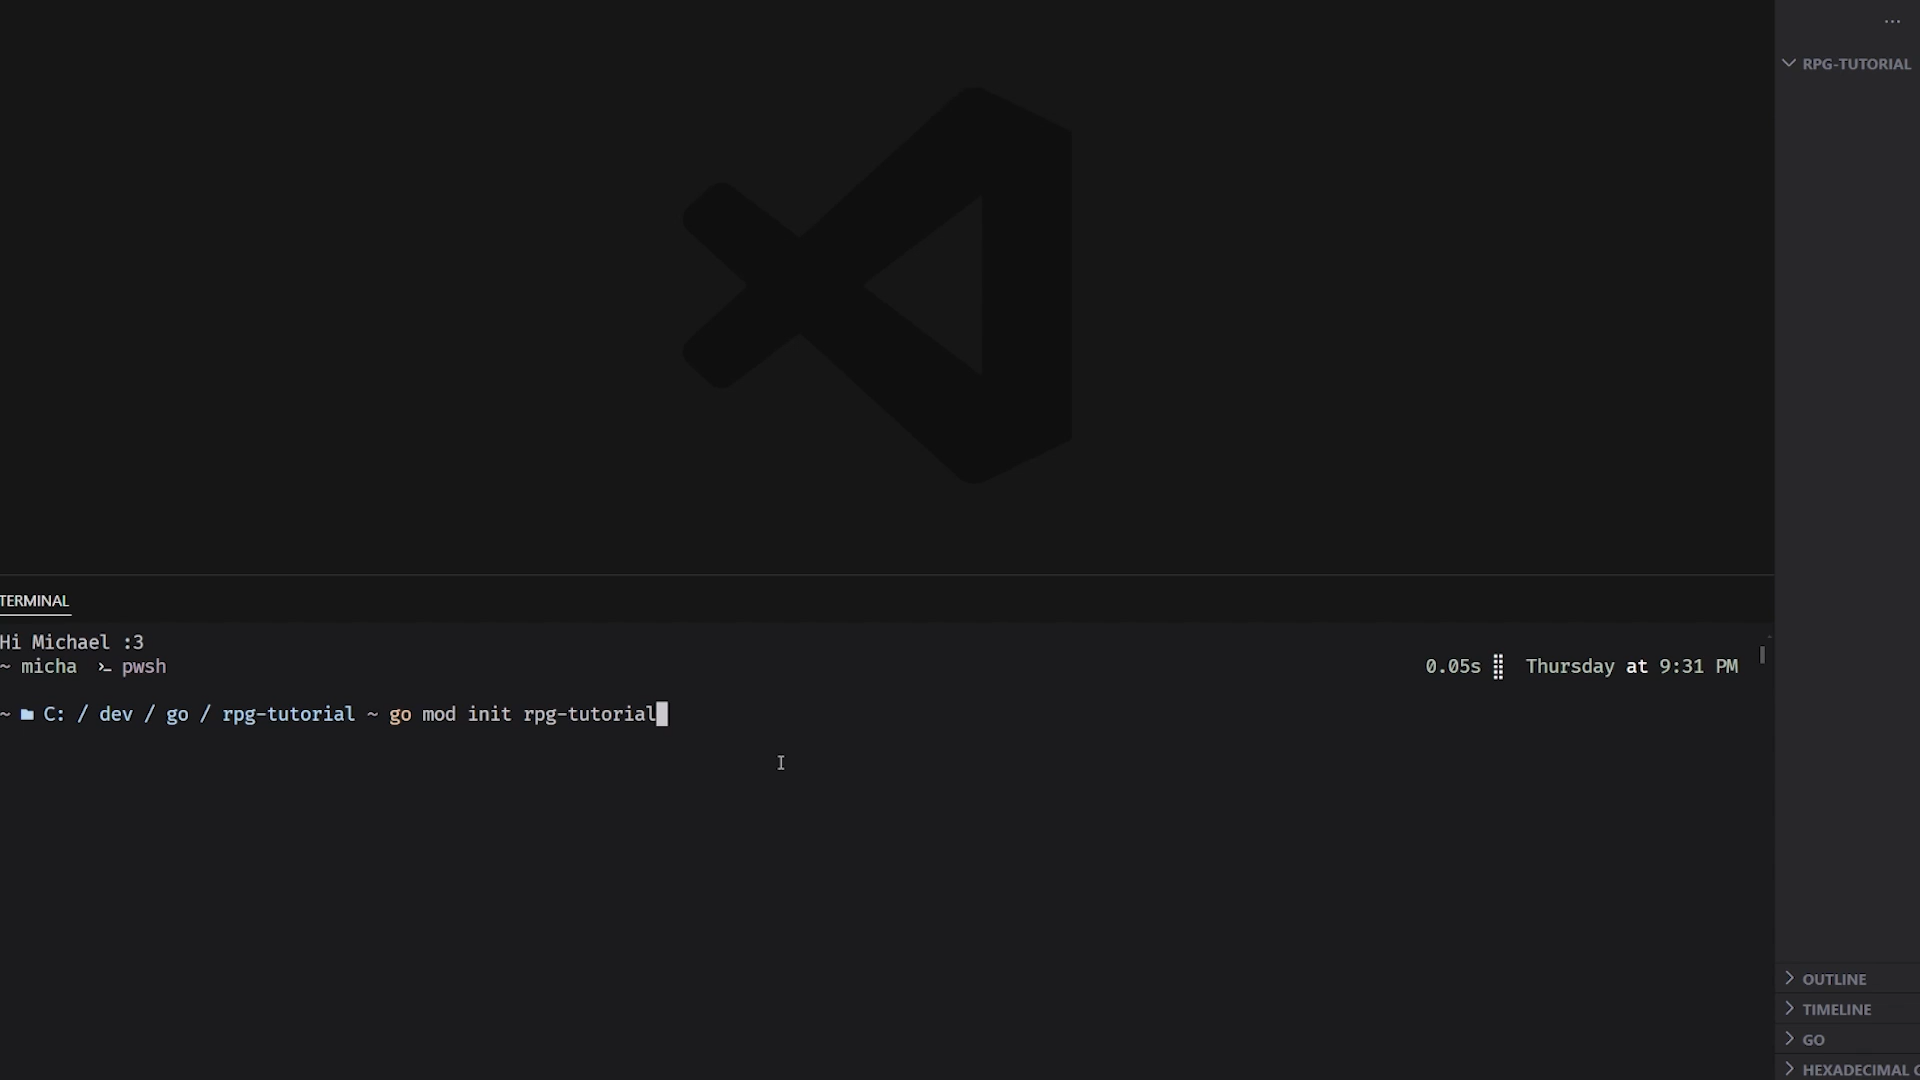 ...
RPG-TUTORIAL
TERMINAL
Hi Michael :3
~ micha >_ pwsh
0.05s Thursday at 9:31 PM
~ C: / dev / go / rpg-tutorial ~ go mod init rpg-tutorial
OUTLINE
TIMELINE
GO
HEXADECIMAL C